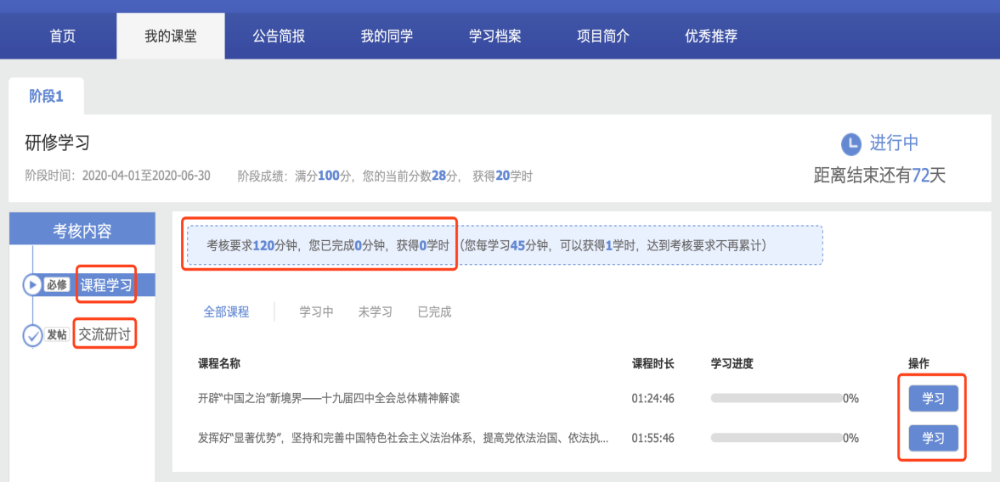 首页 我的课堂 公告简报 我的同学 学习档案 项目简介 优秀推荐
阶段1
研修学习
进行中
阶段时间：2020-04-01至2020-06-30 阶段成绩：满分100分，您的当前分数28分， 获得20学时
距离结束还有72天
考核内容
必修 课程学习
发帖 交流研讨
考核要求120分钟，您已完成0分钟，获得0学时（您每学习45分钟，可以获得1学时，达到考核要求不再累计）
全部课程 学习中 未学习 已完成
课程名称 课程时长 学习进度 操作
开辟“中国之治”新境界——十九届四中全会总体精神解读 01:24:46 0% 学习
发挥好“显著优势”，坚持和完善中国特色社会主义法治体系，提高党依法治国、依法执... 01:55:46 0% 学习